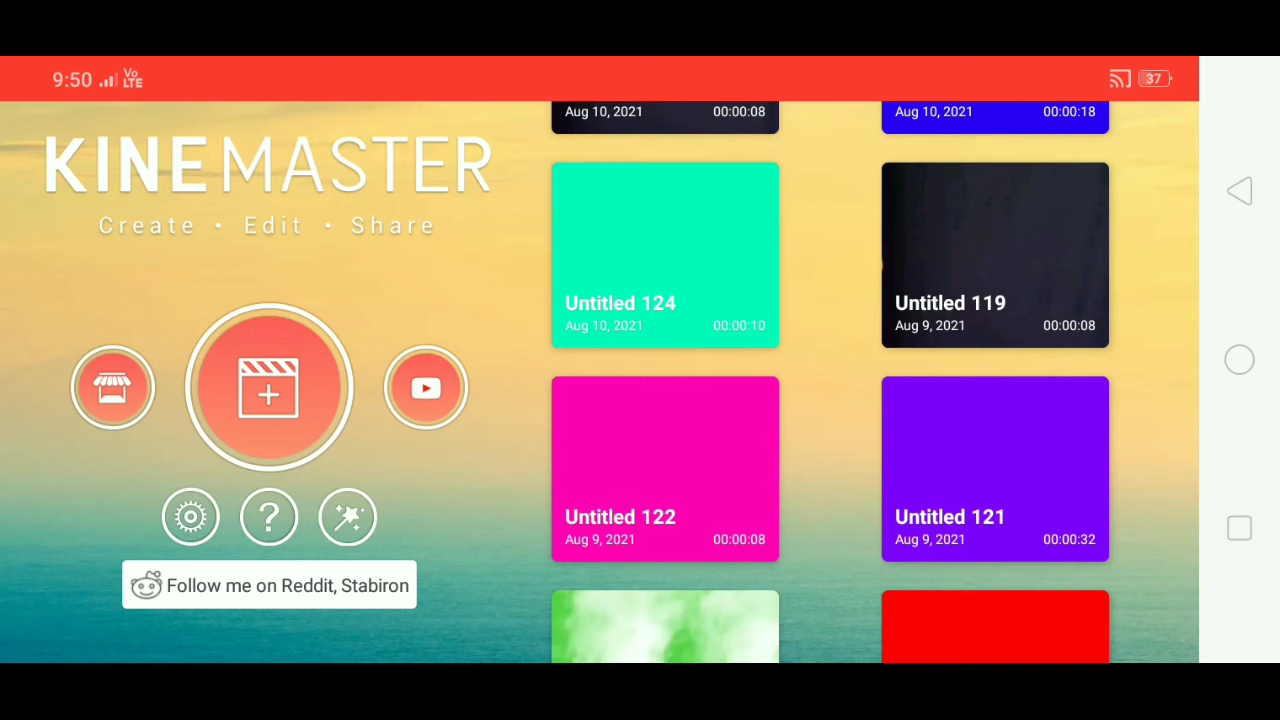 9:50 Vo LTE
37
KINEMASTER
Create • Edit • Share
?
Follow me on Reddit, Stabiron
Aug 10, 2021 00:00:08
Aug 10, 2021 00:00:18
Untitled 124
Aug 10, 2021 00:00:10
Untitled 119
Aug 9, 2021 00:00:08
Untitled 122
Aug 9, 2021 00:00:08
Untitled 121
Aug 9, 2021 00:00:32